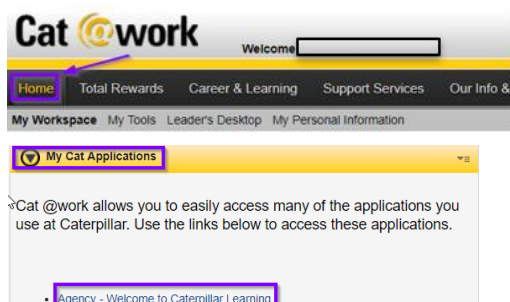 Cat @work
Welcome
Home Total Rewards Career & Learning Support Services Our Info &
My Workspace My Tools Leader's Desktop My Personal Information
My Cat Applications
Cat @work allows you to easily access many of the applications you
use at Caterpillar. Use the links below to access these applications.
Agency - Welcome to Caterpillar Learning